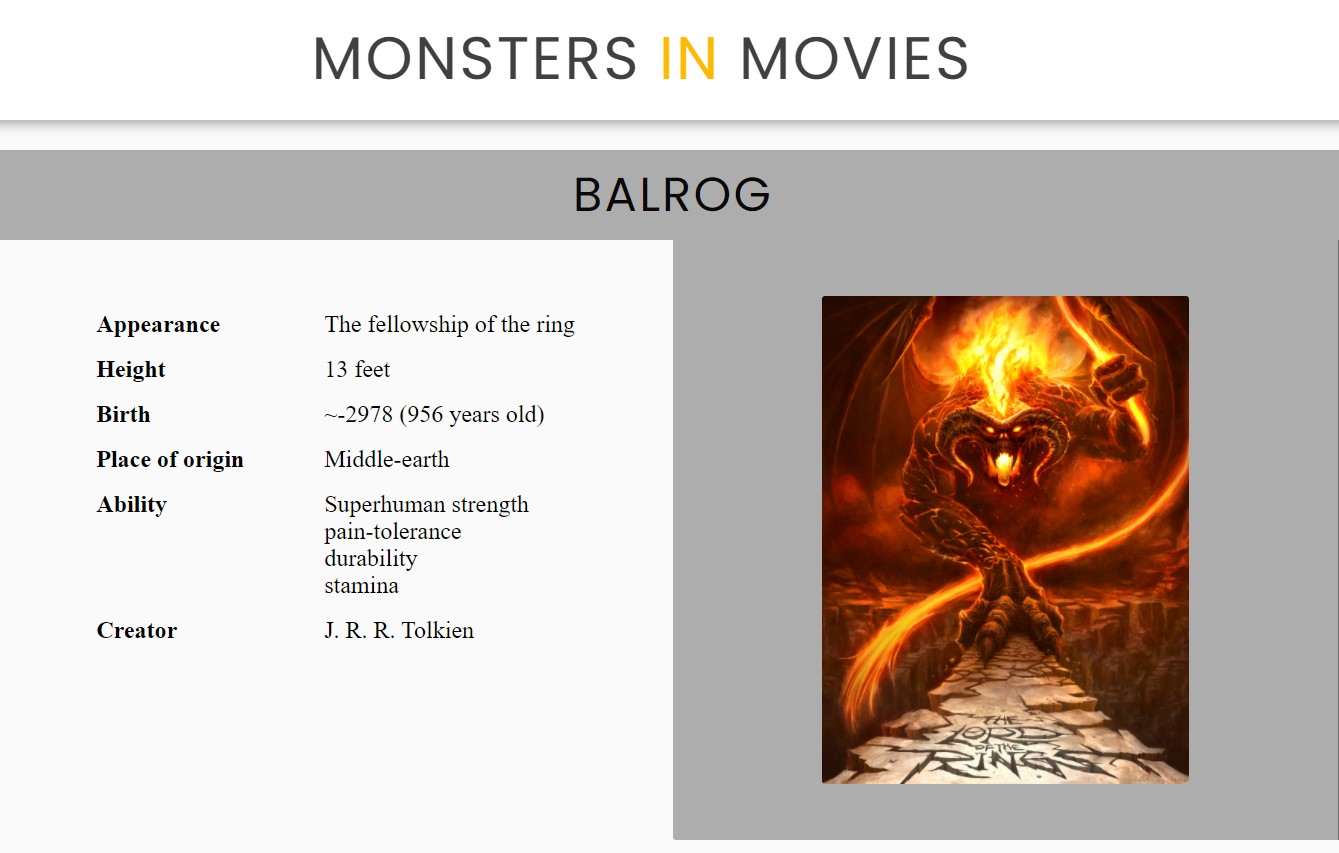 MONSTERS IN MOVIES
BALROG
Appearance The fellowship of the ring
Height 13 feet
Birth ~-2978 (956 years old)
Place of origin Middle-earth
Ability Superhuman strength
pain-tolerance
durability
stamina
Creator J. R. R. Tolkien
THE
LORD
OF THE
RINGS